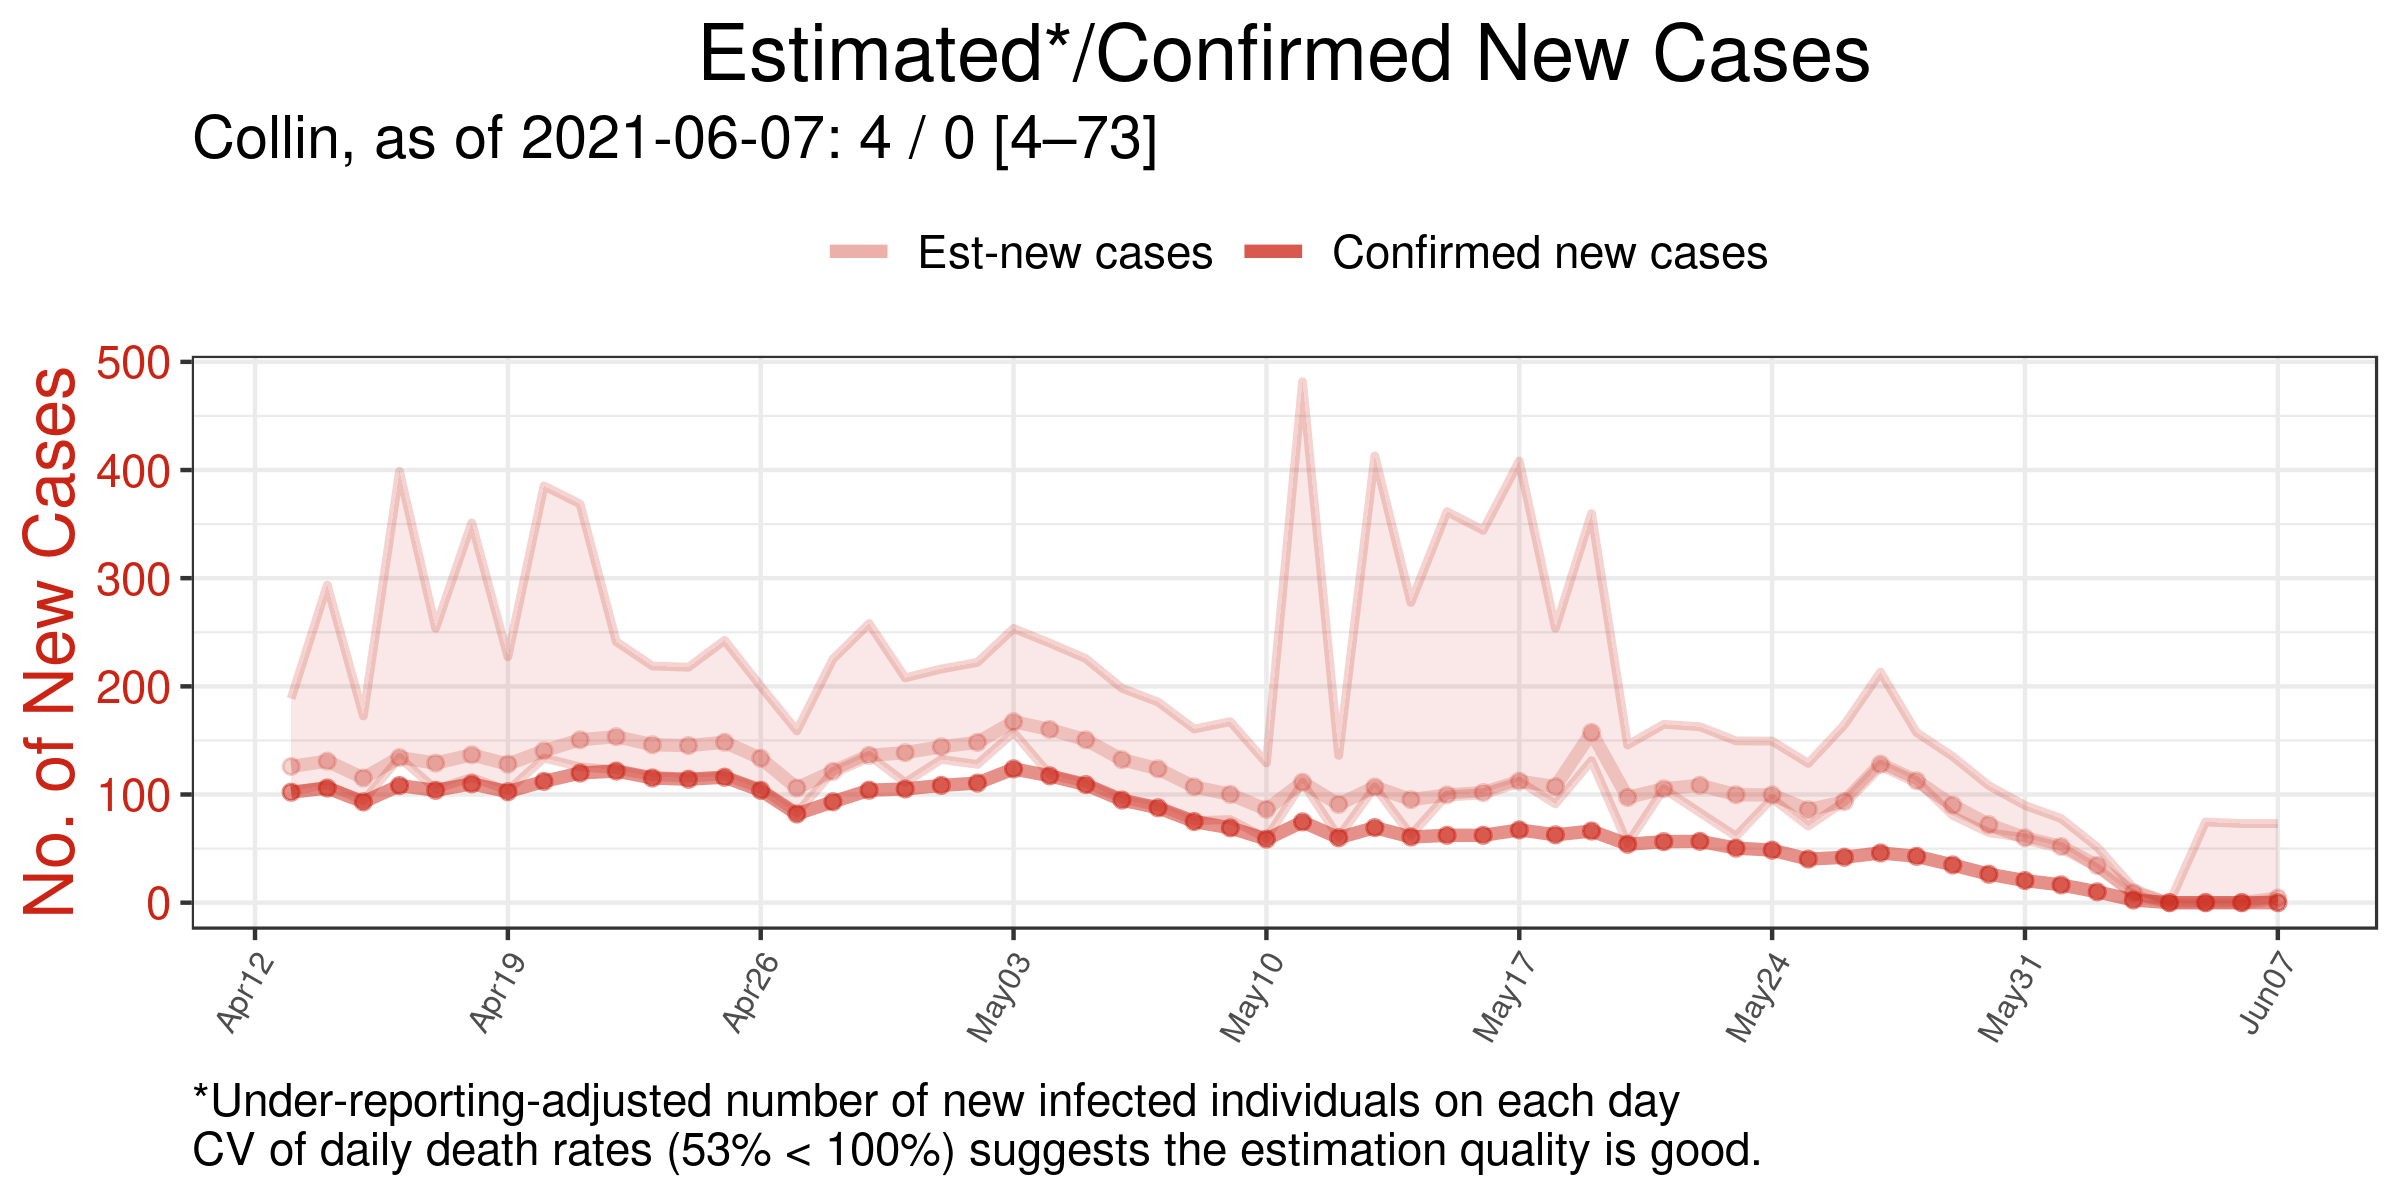 Estimated*/Confirmed New Cases
Collin, as of 2021-06-07: 4 / 0 [4–73]
Est-new cases Confirmed new cases
No. of New Cases
500
400
300
200
100
0
Apr12 Apr19 Apr26 May03 May10 May17 May24 May31 Jun07
*Under-reporting-adjusted number of new infected individuals on each day
CV of daily death rates (53% < 100%) suggests the estimation quality is good.